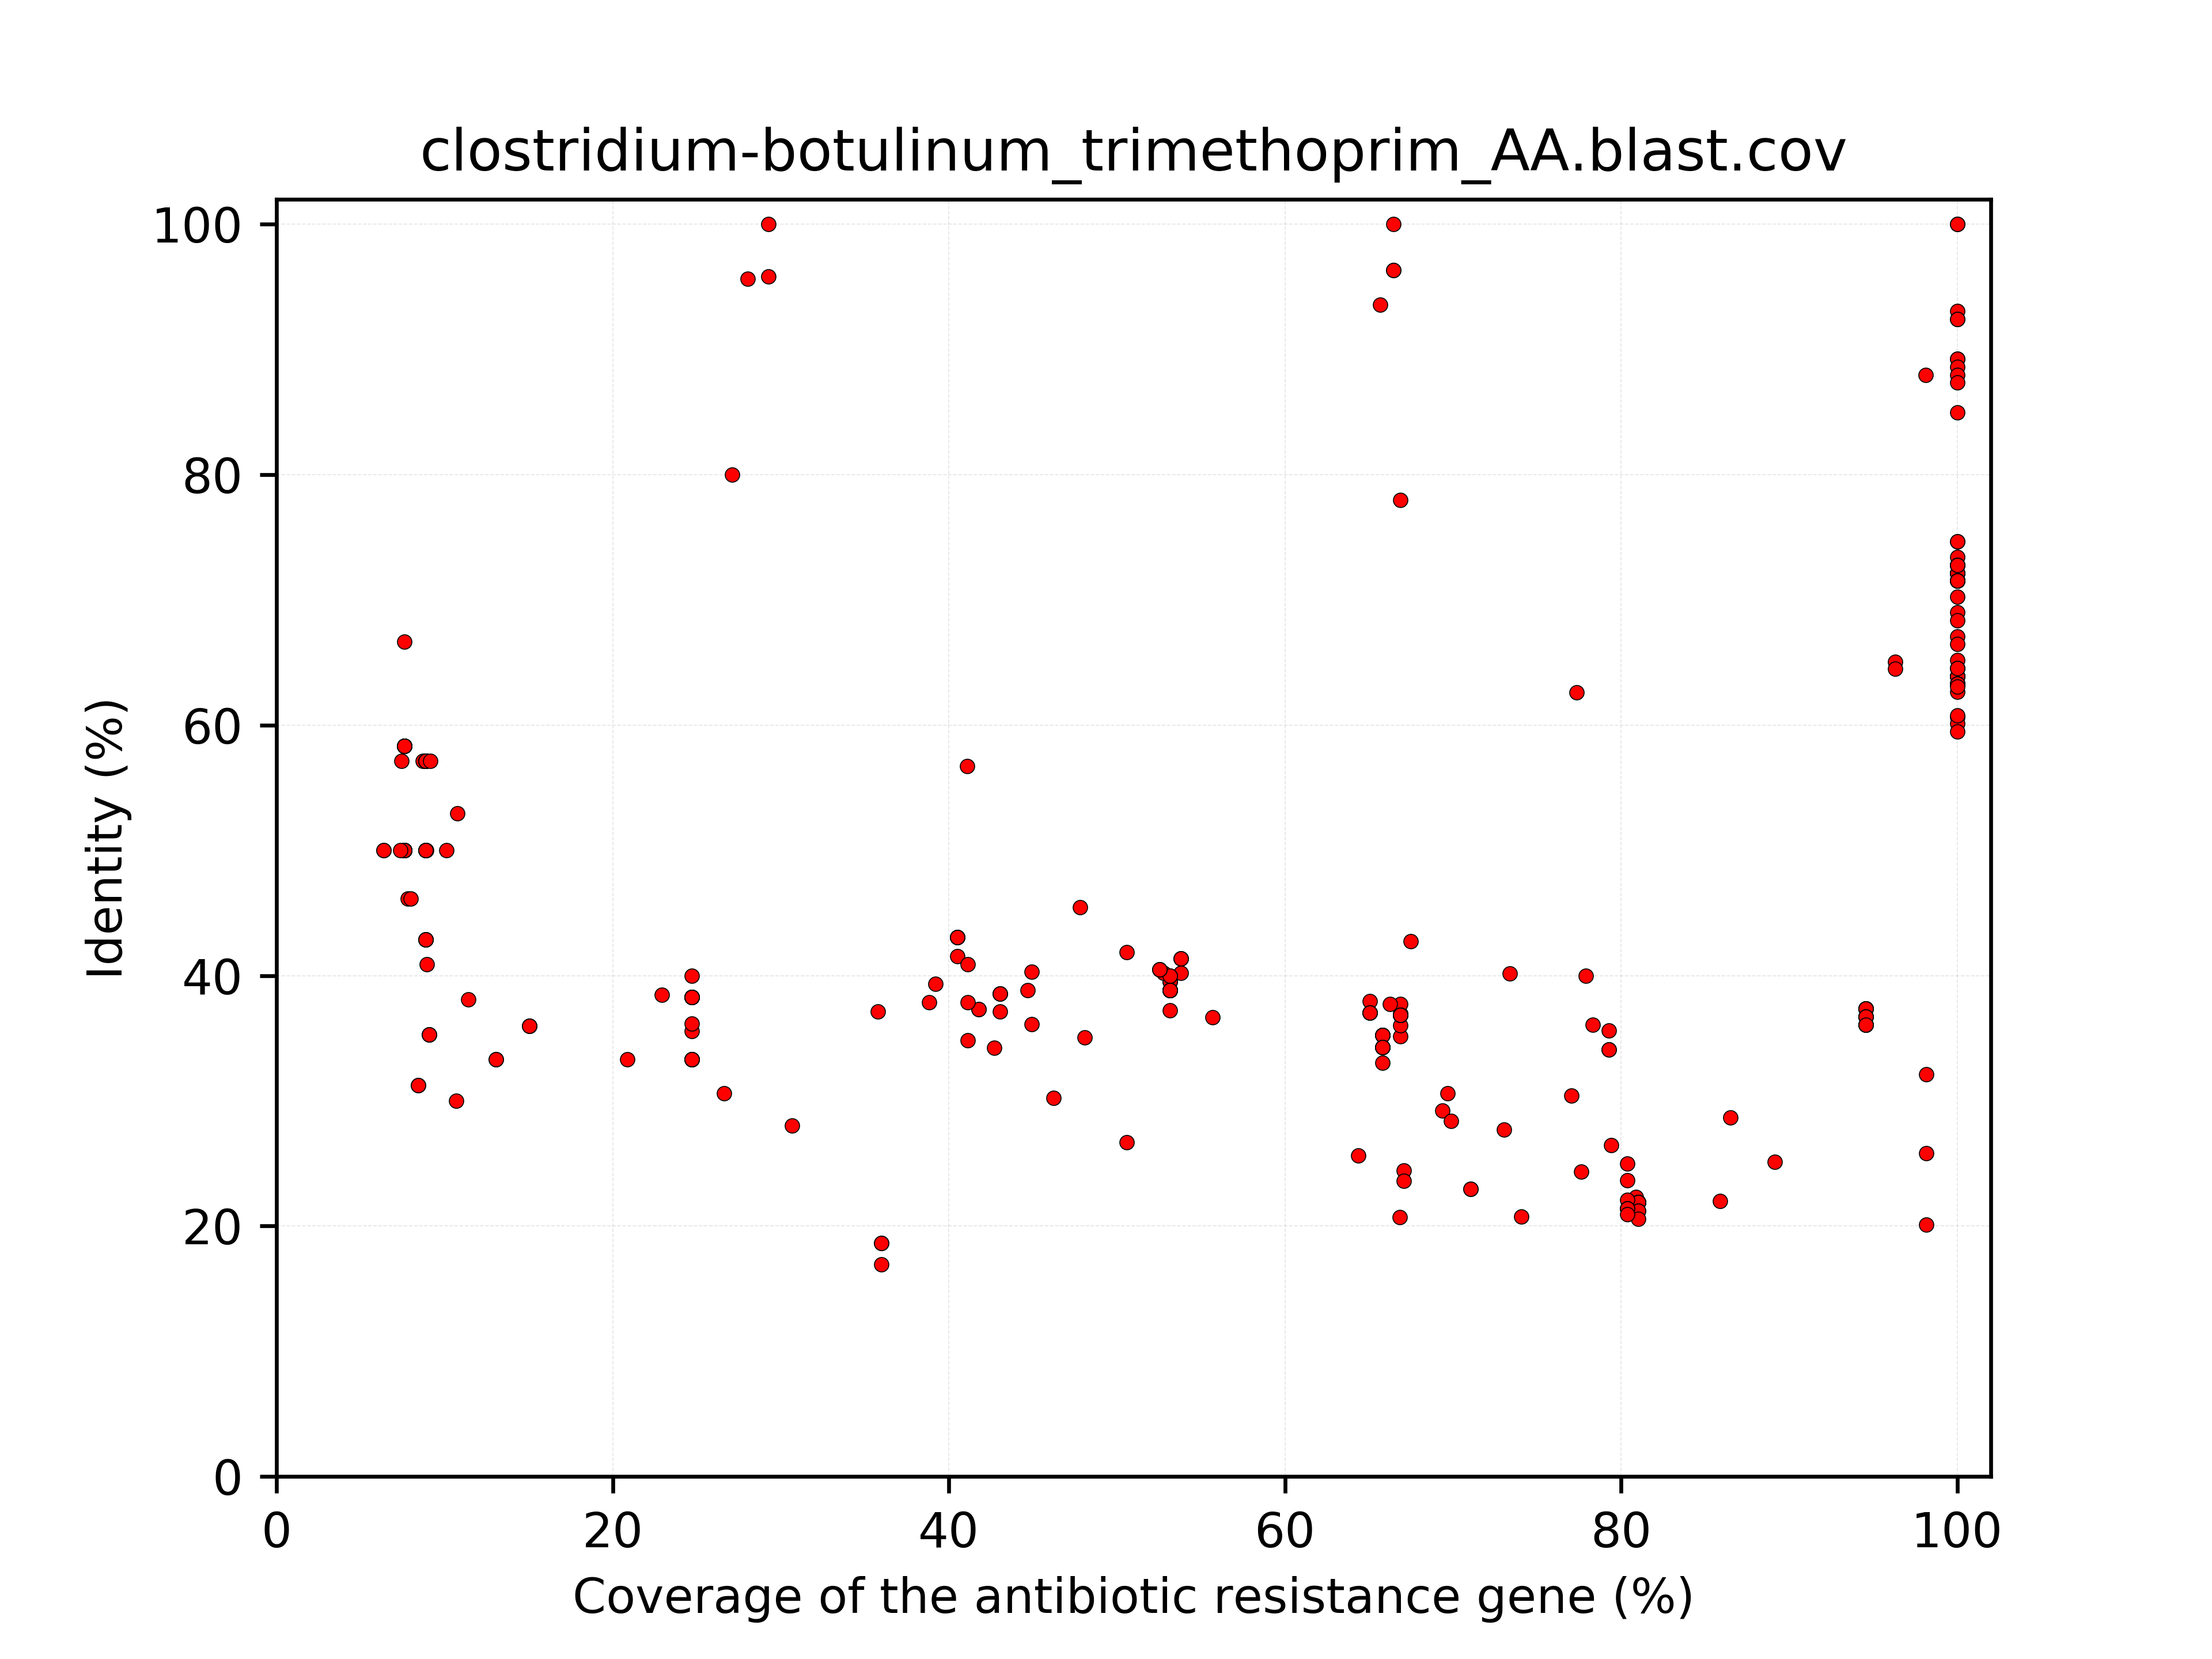 clostridium-botulinum_trimethoprim_AA.blast.cov
100
80
60
40
20
0
Identity (%)
0 20 40 60 80 100
Coverage of the antibiotic resistance gene (%)